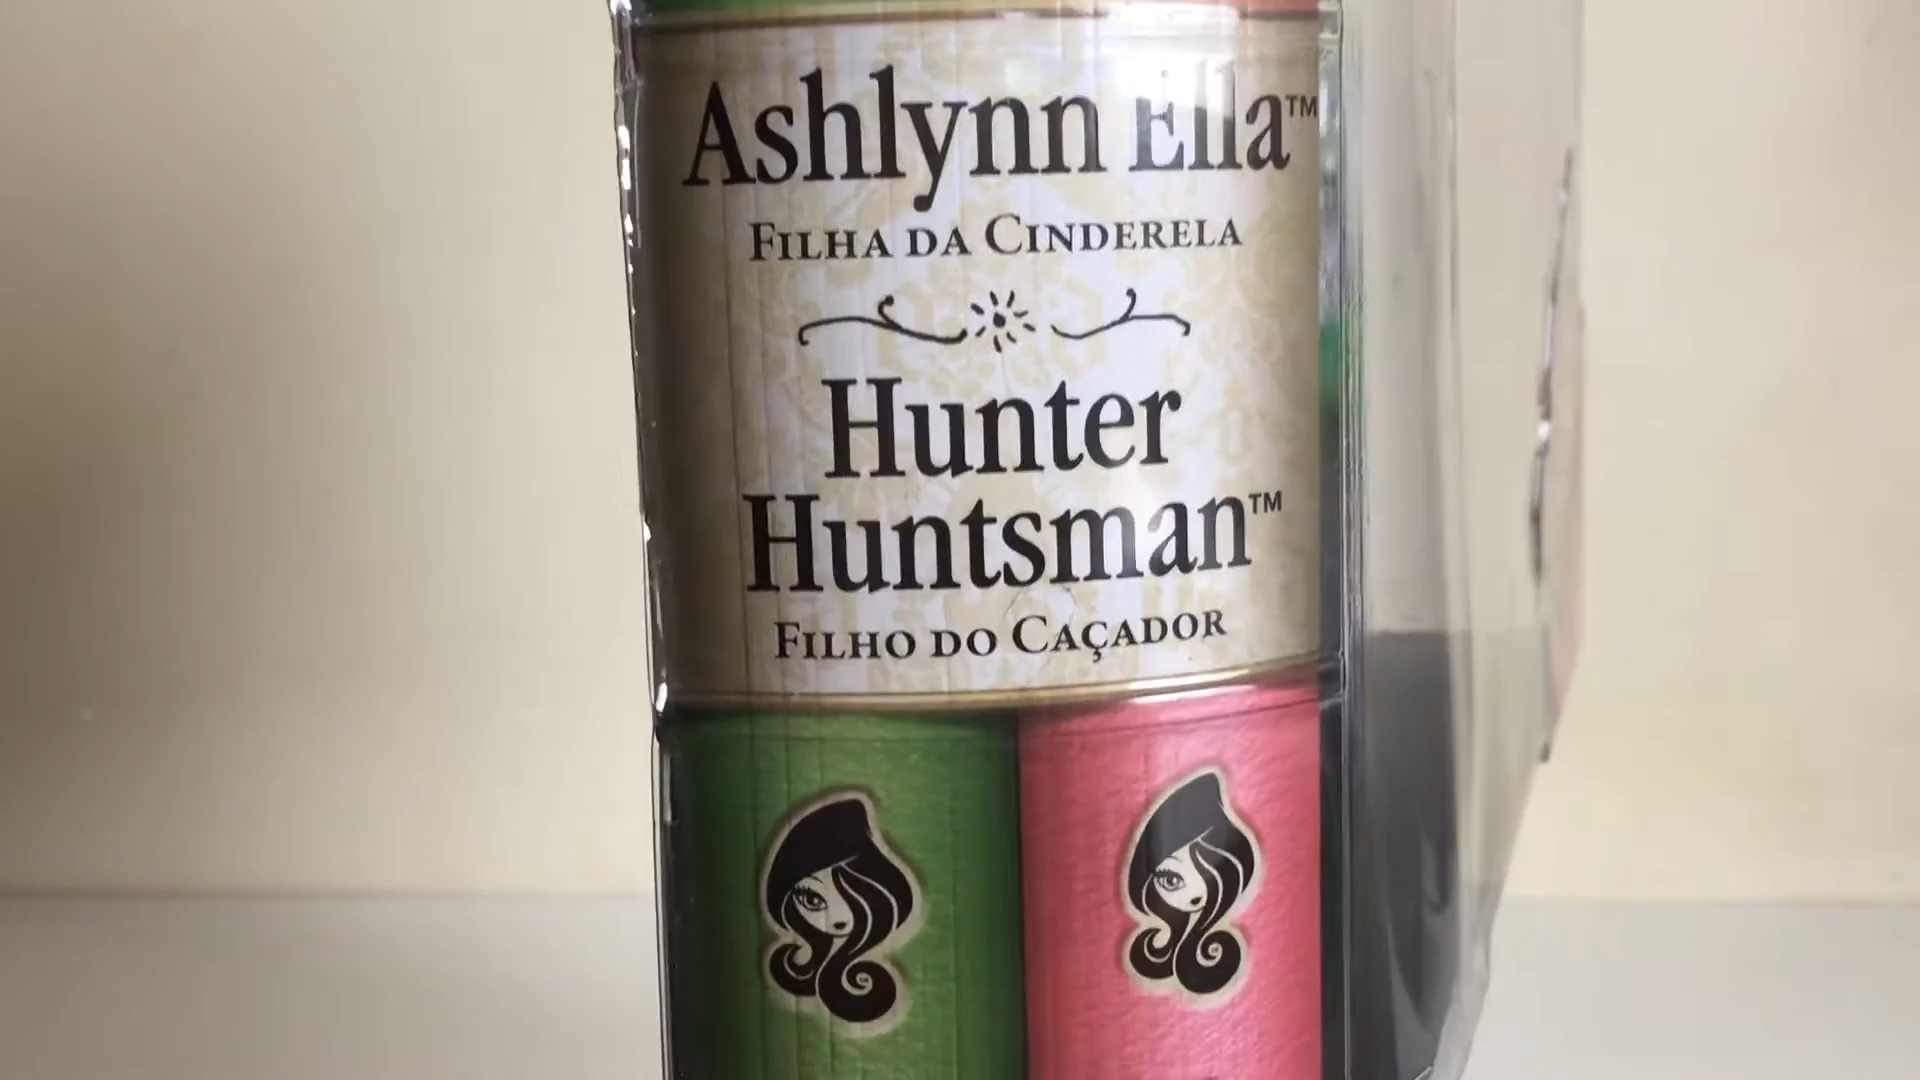 Ashlynn Ella™
FILHA DA CINDERELA
Hunter
Huntsman™
FILHO DO CAÇADOR